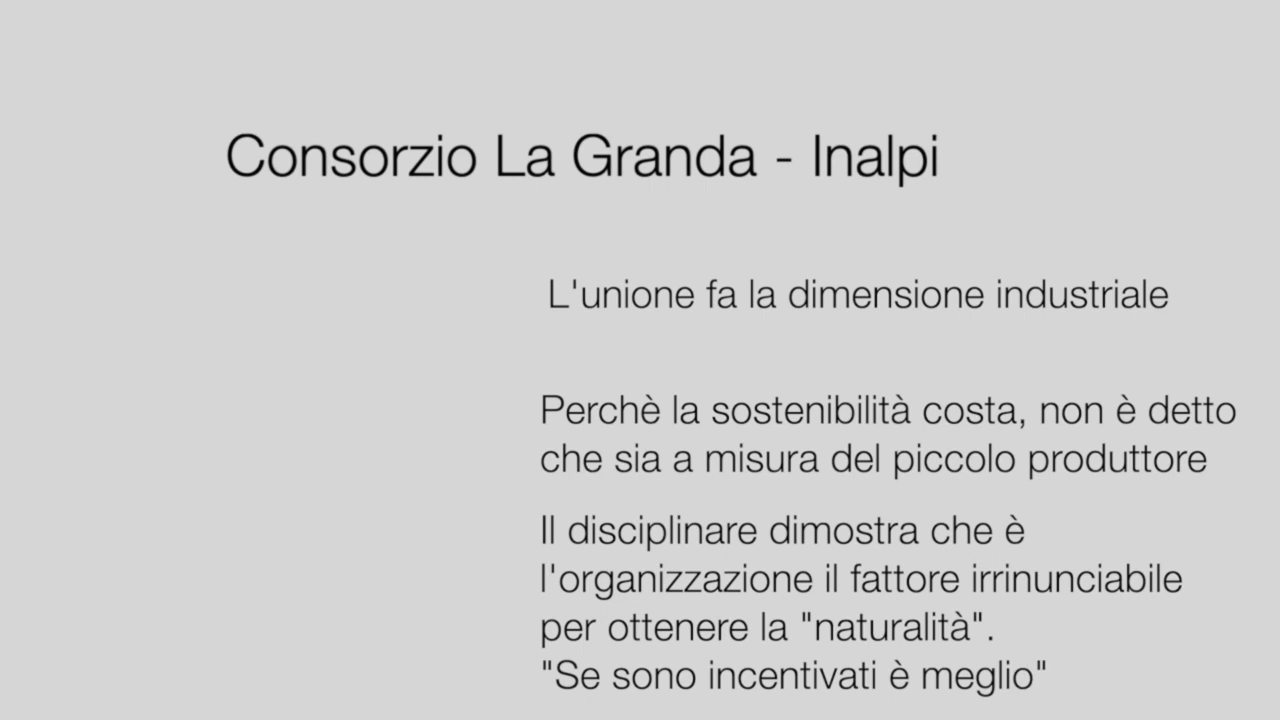 Consorzio La Granda - Inalpi
L'unione fa la dimensione industriale
Perchè la sostenibilità costa, non è detto
che sia a misura del piccolo produttore
Il disciplinare dimostra che è
l'organizzazione il fattore irrinunciabile
per ottenere la "naturalità".
"Se sono incentivati è meglio"